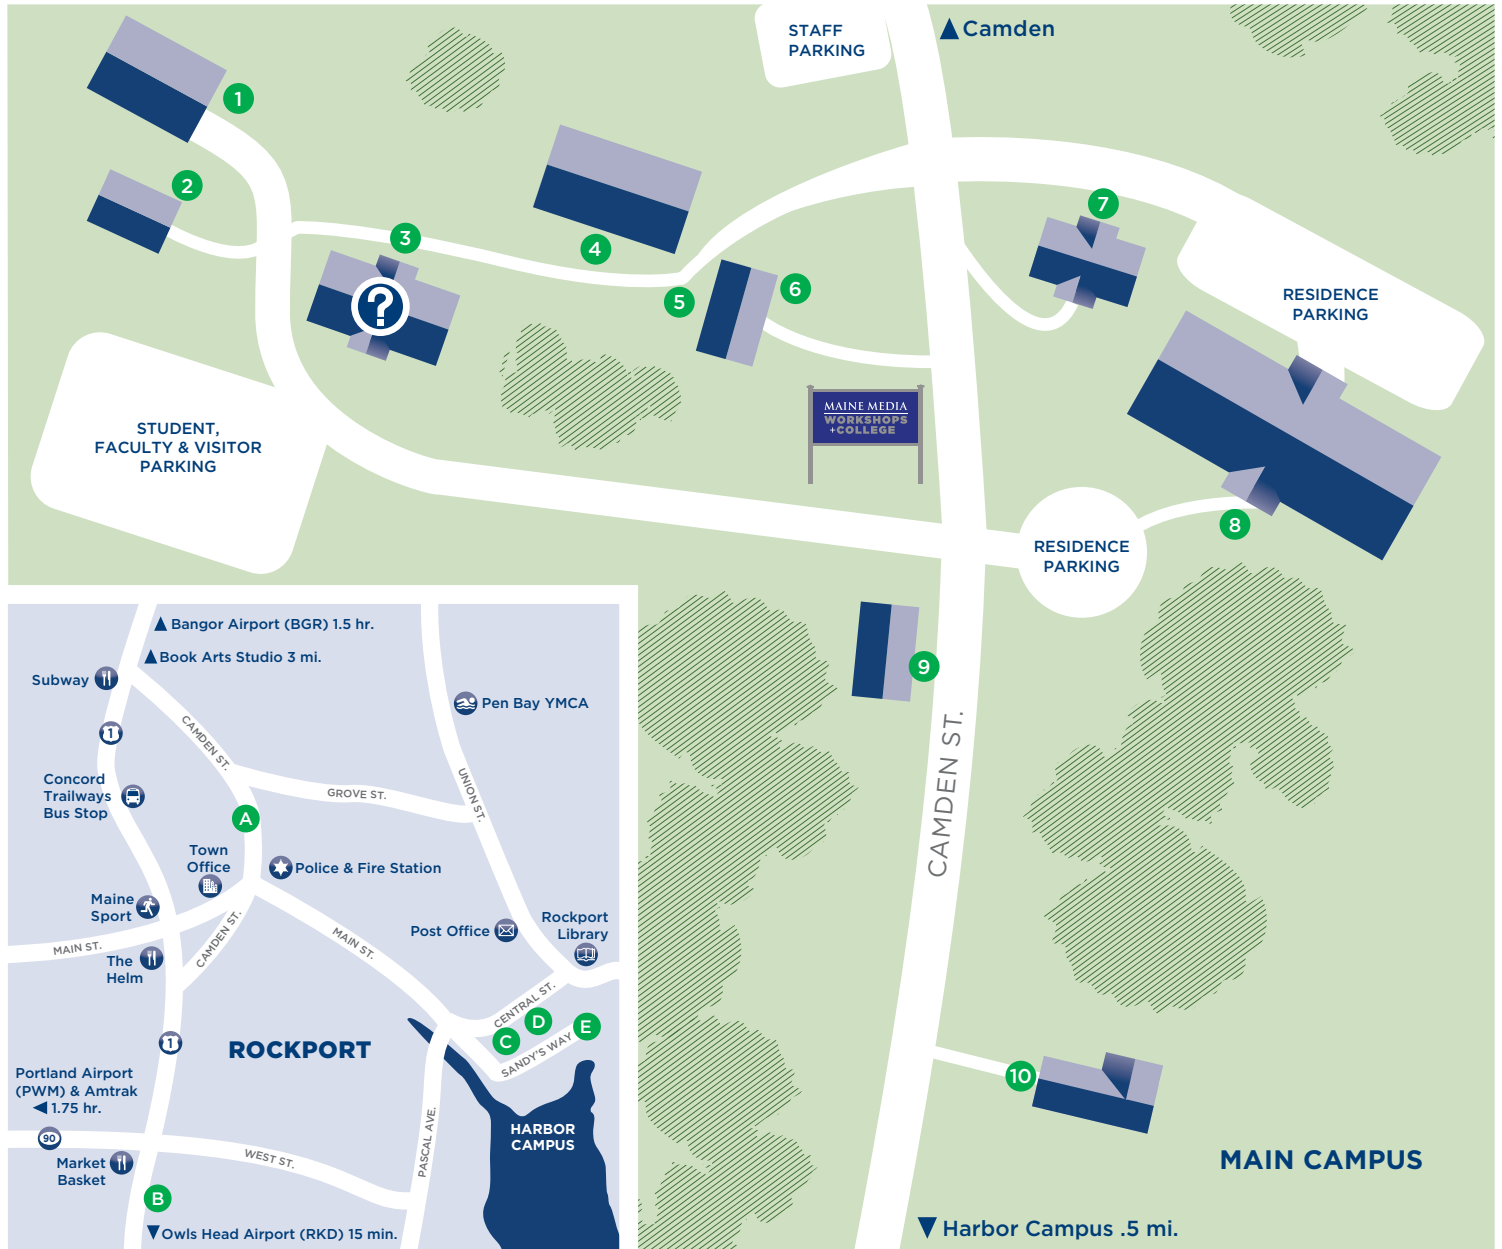 STAFF
PARKING
Camden
1
2
3
4
5
6
7
?
RESIDENCE
PARKING
MAINE MEDIA
WORKSHOPS
+COLLEGE
STUDENT,
FACULTY & VISITOR
PARKING
8
RESIDENCE
PARKING
9
CAMDEN ST.
10
MAIN CAMPUS
Harbor Campus .5 mi.
Bangor Airport (BGR) 1.5 hr.
Book Arts Studio 3 mi.
Subway
1
CAMDEN ST.
Pen Bay YMCA
Concord
Trailways
Bus Stop
GROVE ST.
UNION ST.
A
Town
Office
Police & Fire Station
Maine
Sport
MAIN ST.
CAMDEN ST.
MAIN ST.
Post Office
Rockport
Library
The
Helm
CENTRAL ST.
C
D
E
SANDY'S WAY
1
ROCKPORT
Portland Airport
(PWM) & Amtrak
1.75 hr.
90
HARBOR
CAMPUS
PASCAL AVE.
WEST ST.
Market
Basket
B
Owls Head Airport (RKD) 15 min.